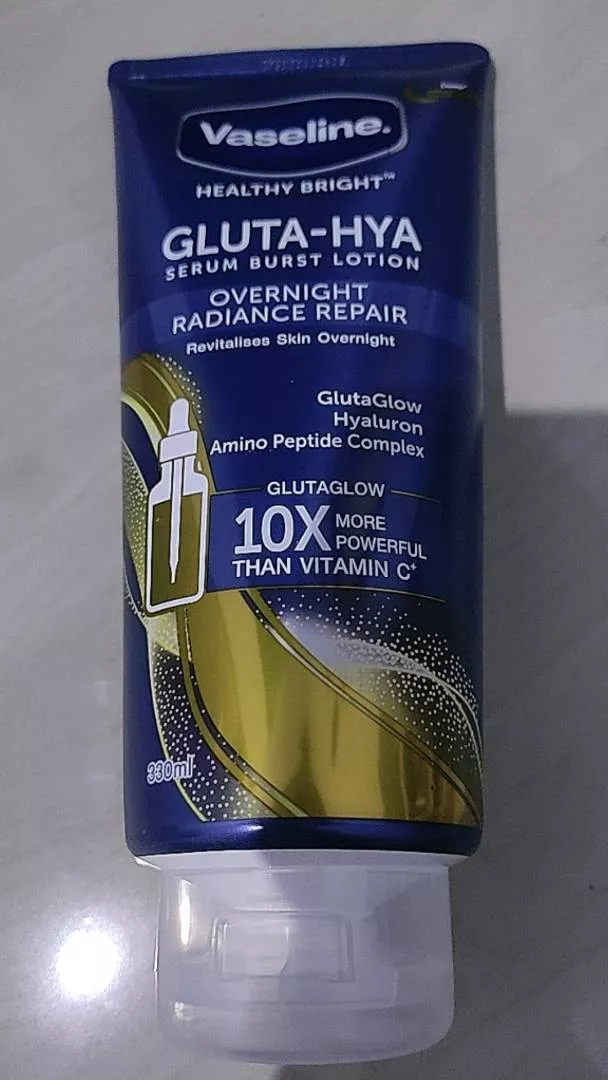 Vaseline.
HEALTHY BRIGHT™
GLUTA-HYA
SERUM BURST LOTION
OVERNIGHT
RADIANCE REPAIR
Revitalises Skin Overnight
GlutaGlow
Hyaluron
Amino Peptide Complex
GLUTAGLOW
10X MORE
POWERFUL
THAN VITAMIN C⁺
330ml